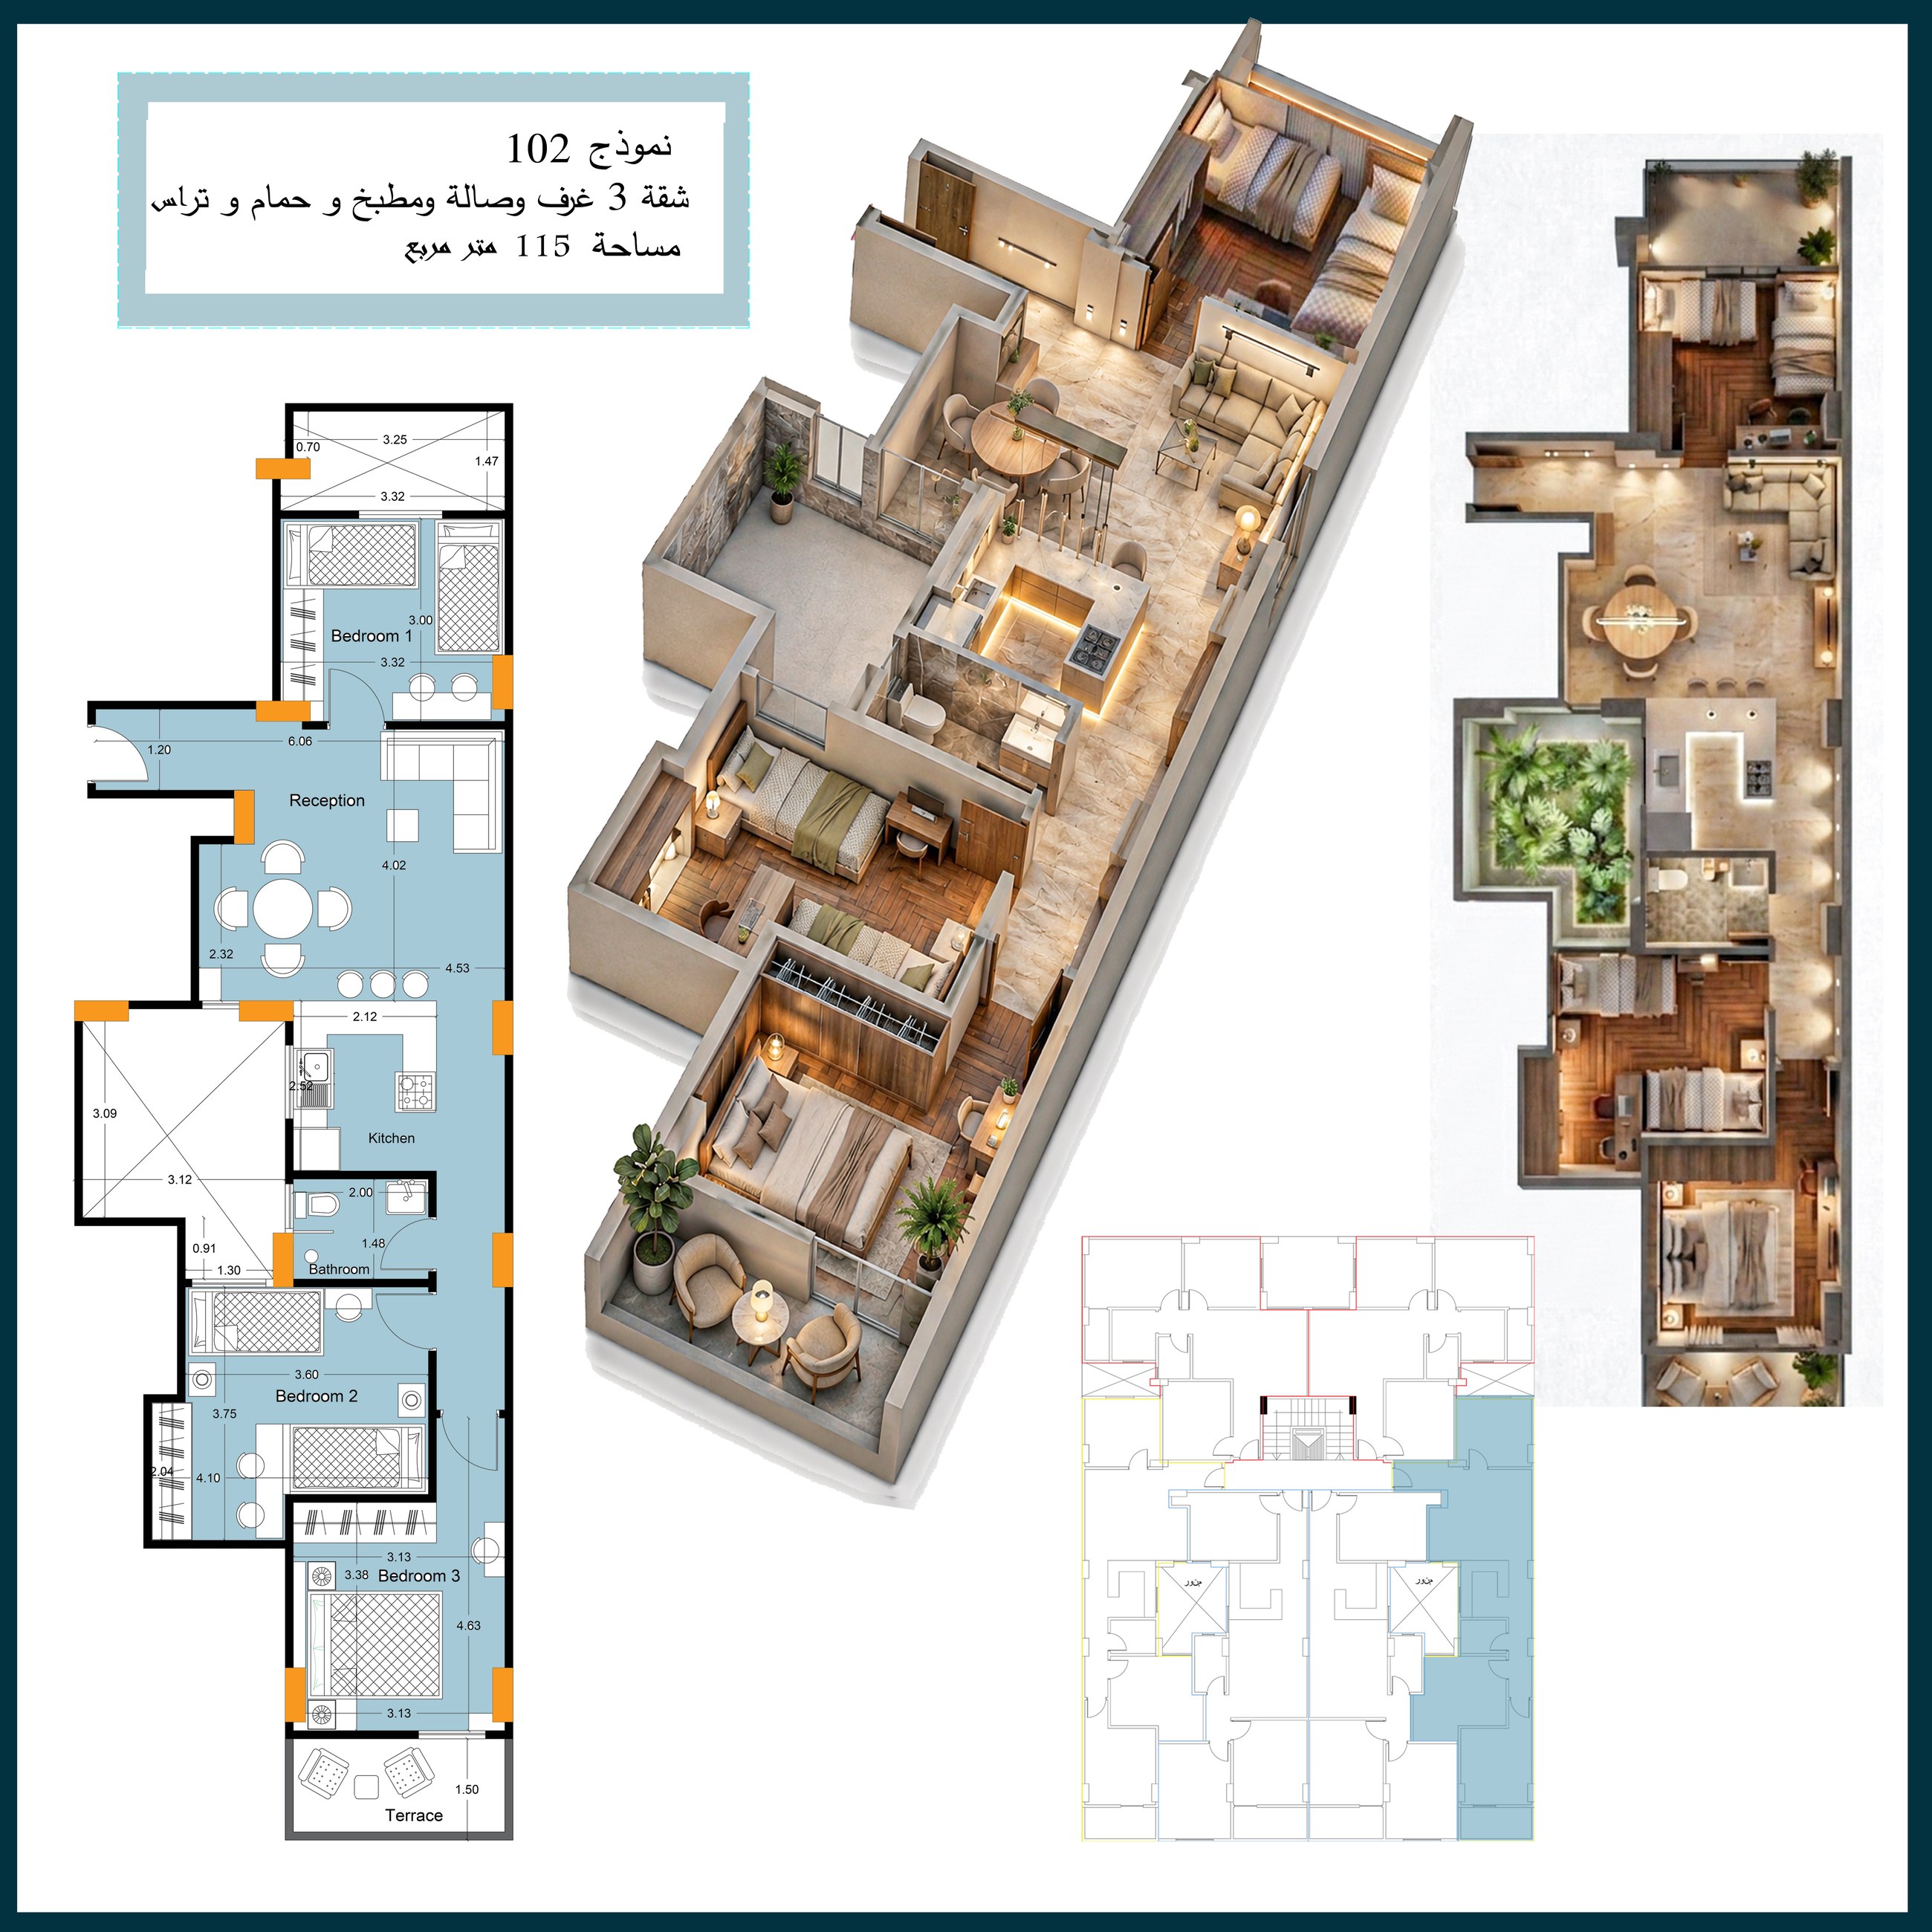 نموذج 102
شقة 3 غرف وصالة ومطبخ و حمام و تراس
مساحة 115 متر مربع
3.25
0.70
1.47
3.32
3.00
Bedroom 1
3.32
6.06
1.20
Reception
4.02
2.32
4.53
2.12
2.52
3.09
Kitchen
3.12
2.00
0.91
1.48
1.30
Bathroom
3.60
Bedroom 2
3.75
2.04
4.10
3.13
3.38
Bedroom 3
4.63
3.13
1.50
Terrace
منور
منور